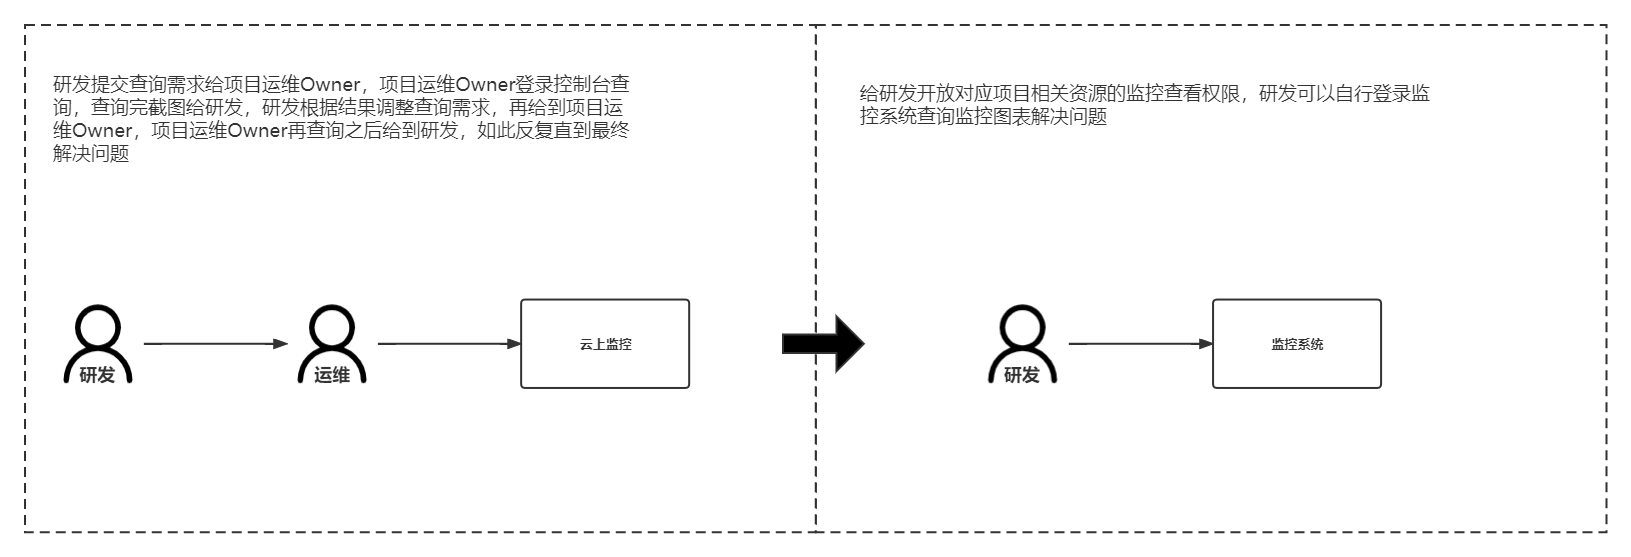 研发提交查询需求给项目运维Owner，项目运维Owner登录控制台查
询，查询完截图给研发，研发根据结果调整查询需求，再给到项目运
维Owner，项目运维Owner再查询之后给到研发，如此反复直到最终
解决问题
给研发开放对应项目相关资源的监控查看权限，研发可以自行登录监
控系统查询监控图表解决问题
研发
运维
云上监控
研发
监控系统